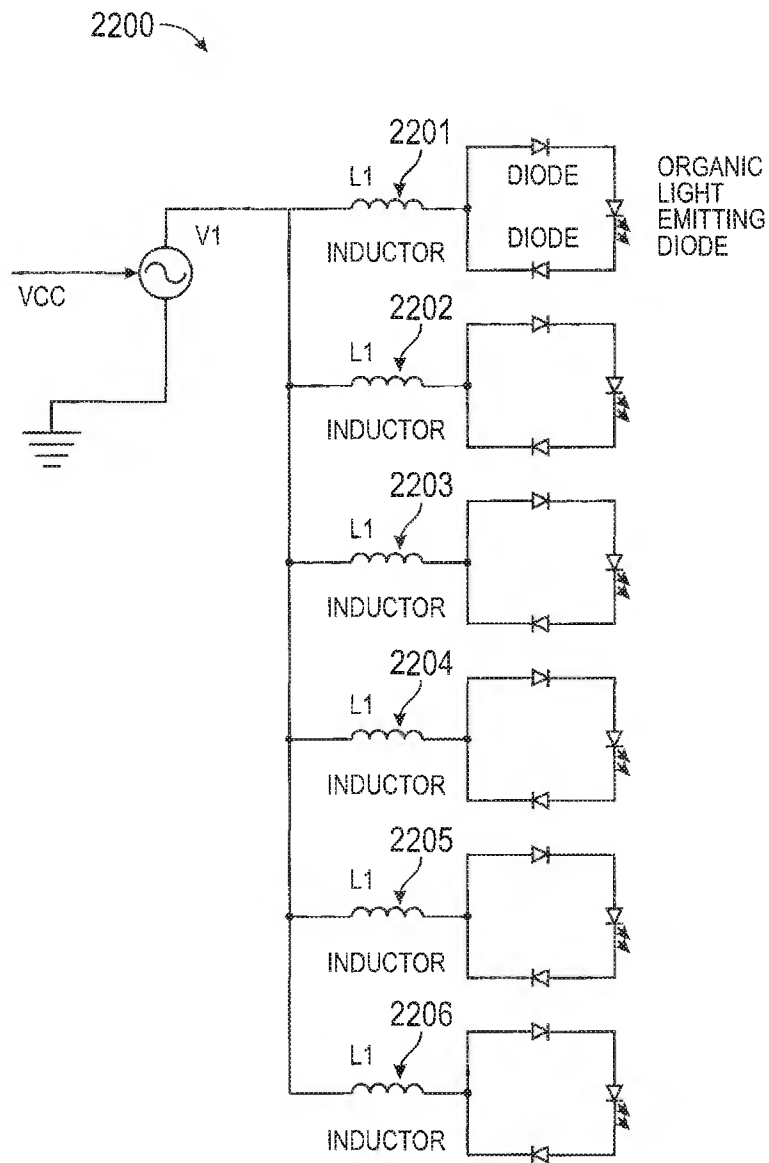 2200
2201
L1
DIODE
ORGANIC
LIGHT
EMITTING
DIODE
V1
INDUCTOR
DIODE
VCC
2202
L1
INDUCTOR
2203
L1
INDUCTOR
2204
L1
INDUCTOR
2205
L1
INDUCTOR
2206
L1
INDUCTOR